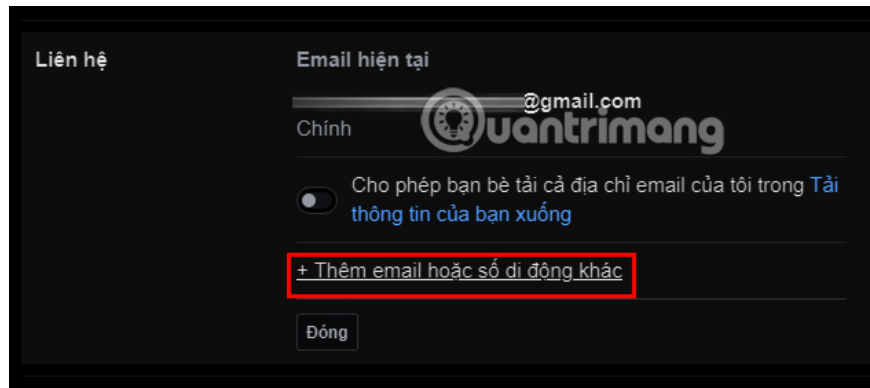 Liên hệ
Email hiện tại
@gmail.com
Chính
Quantrimang
Cho phép bạn bè tải cả địa chỉ email của tôi trong Tải
thông tin của bạn xuống
+ Thêm email hoặc số di động khác
Đóng